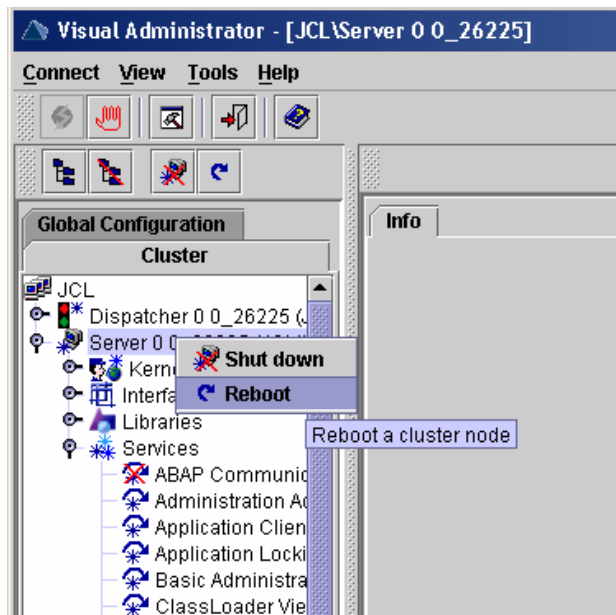 Visual Administrator - [JCL\Server 0 0_26225]
Connect View Tools Help
Global Configuration
Cluster
Info
JCL
Dispatcher 0 0_26225 (
Server 0 0
Shut down
Kern
Reboot
Interfa
Libraries
Reboot a cluster node
Services
ABAP Communic
Administration A
Application Clien
Application Locki
Basic Administra
ClassLoader Vie